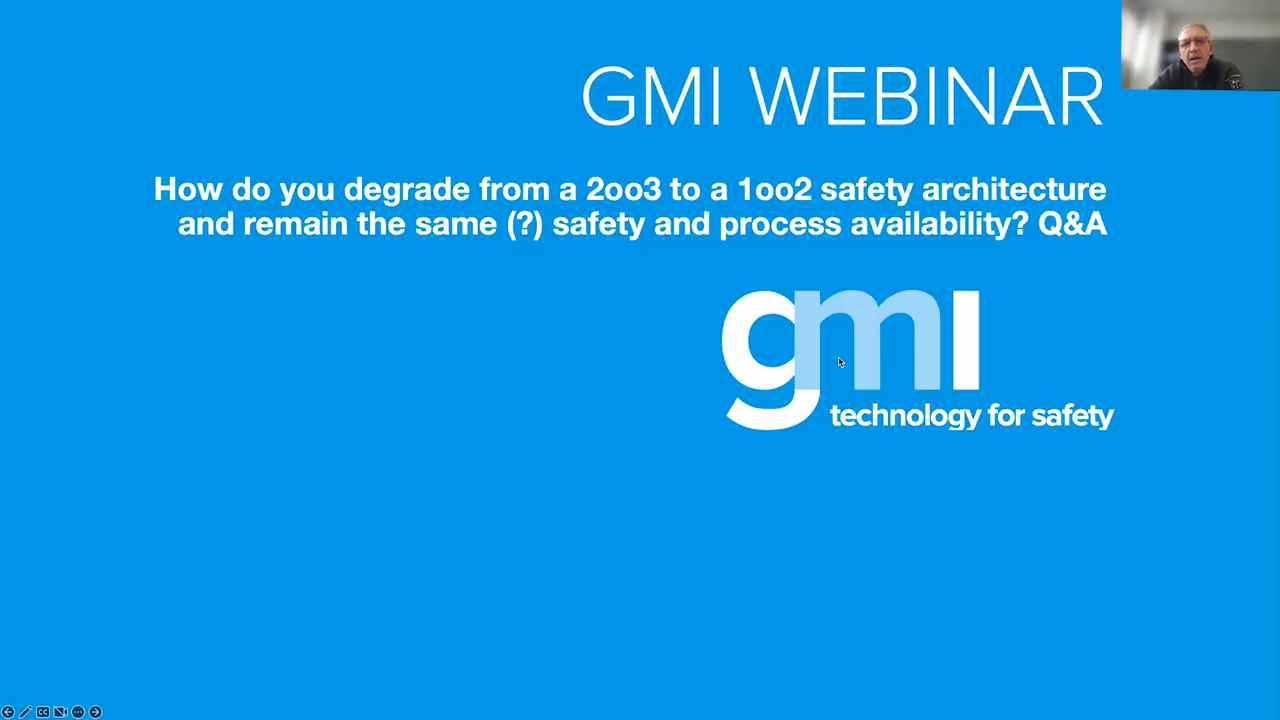 GMI WEBINAR
How do you degrade from a 2oo3 to a 1oo2 safety architecture
and remain the same (?) safety and process availability? Q&A
gmi
technology for safety
CC